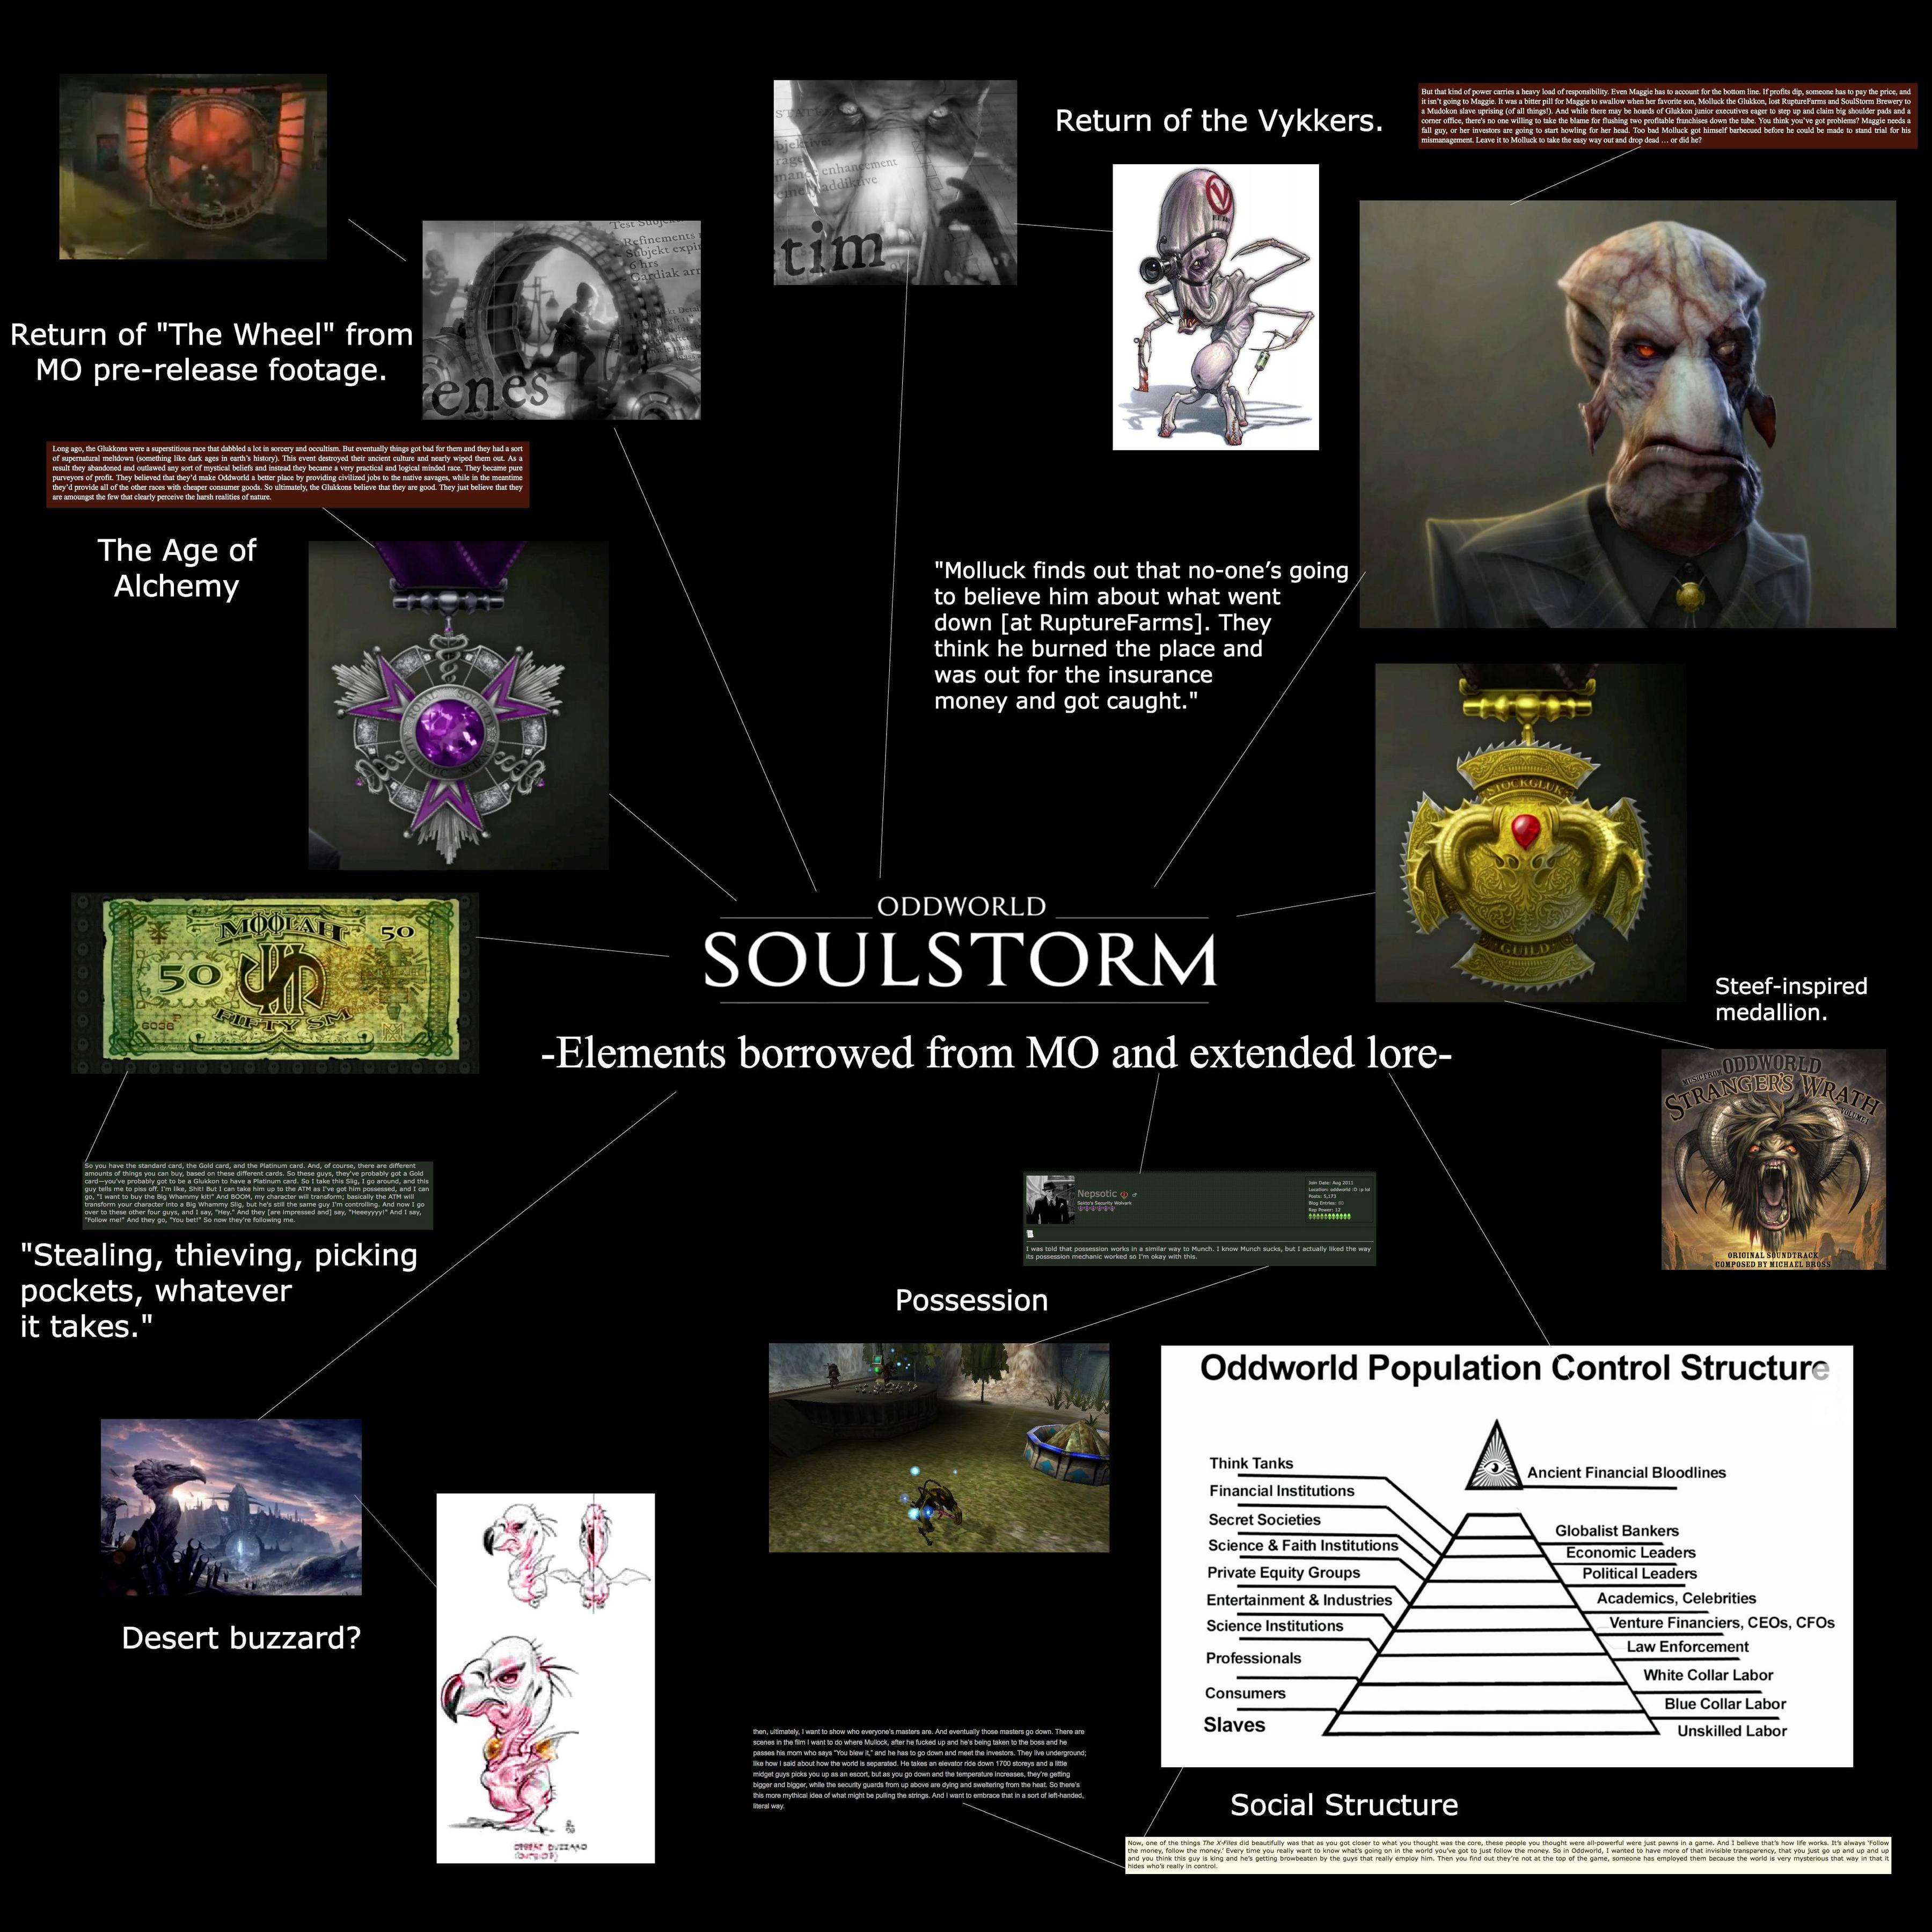 Return of the Vykkers.
But that kind of power carries a heavy load of responsibility. Even Maggie has to account for the bottom line. If profits dip, someone has to pay the price, and
it isn't going to Maggie. It was a bitter pill for Maggie to swallow when her favorite son, Molluck the Glukkon, lost RuptureFarms and SoulStorm Brewery to
a Mudokon slave uprising (of all things!). And while there may be hoards of Glukkon junior executives eager to step up and claim big shoulder pads and a
corner office, there's no one willing to take the blame for flushing two profitable franchises down the tube. You think you've got problems? Maggie needs a
fall guy, or her investors are going to start howling for her head. Too bad Molluck got himself barbecued before he could be made to stand trial for his
mismanagement. Leave it to Molluck to take the easy way out and drop dead … or did he?
enhancement
addiktive
tim
Test Subjek
Refinements
Subjekt expir
6 hrs
Gardiak arr
enes
Return of "The Wheel" from
MO pre-release footage.
Long ago, the Glukkons were a superstitious race that dabbled a lot in sorcery and occultism. But eventually things got bad for them and they had a sort
of supernatural meltdown (something like dark ages in earth's history). This event destroyed their ancient culture and nearly wiped them out. As a
result they abandoned and outlawed any sort of mystical beliefs and instead they became a very practical and logical minded race. They became pure
purveyors of profit. They believed that they'd make Oddworld a better place by providing civilized jobs to the native savages, while in the meantime
they'd provide all of the other races with cheaper consumer goods. So ultimately, the Glukkons believe that they are good. They just believe that they
are amongst the few that clearly perceive the harsh realities of nature.
The Age of
Alchemy
ROYAL SOCIETY
"Molluck finds out that no-one's going
to believe him about what went
down [at RuptureFarms]. They
think he burned the place and
was out for the insurance
money and got caught."
STOCKGLUK
GUILD
MOOLAH
50
50
FIFTY SM
ODDWORLD
SOULSTORM
-Elements borrowed from MO and extended lore-
Steef-inspired
medallion.
MUSIC FROM
ODDWORLD
STRANGER'S WRATH
VOLUME 1
ORIGINAL SOUNDTRACK
COMPOSED BY MICHAEL BROSS
So you have the standard card, the Gold card, and the Platinum card. And, of course, there are different
amounts of things you can buy, based on these different cards. So these guys, they've probably got a Gold
card—you've probably got to be a Glukkon to have a Platinum card. So I take this Slig, I go around, and this
guy tells me to piss off. I'm like, Shit! But I can take him up to the ATM as I've got him possessed, and I can
go, "I want to buy the Big Whammy kit!" And BOOM, my character will transform; basically the ATM will
transform your character into a Big Whammy Slig, but he's still the same guy I'm controlling. And now I go
over to these other four guys, and I say, "Hey." And they [are impressed and] say, "Heeeyyyy!" And I say,
"Follow me!" And they go, "You bet!" So now they're following me.
"Stealing, thieving, picking
pockets, whatever
it takes."
Nepsotic
Sekto's Security Wolvark
Join Date: Aug 2011
Location: oddworld :D :p lol
Posts: 5,173
Blog Entries: 90
Rep Power: 12
I was told that possession works in a similar way to Munch. I know Munch sucks, but I actually liked the way
its possession mechanic worked so I'm okay with this.
Possession
Desert buzzard?
DESERT BUZZARD
Oddworld Population Control Structure
Ancient Financial Bloodlines
Think Tanks
Financial Institutions
Secret Societies
Science & Faith Institutions
Private Equity Groups
Entertainment & Industries
Science Institutions
Professionals
Consumers
Slaves
Globalist Bankers
Economic Leaders
Political Leaders
Academics, Celebrities
Venture Financiers, CEOs, CFOs
Law Enforcement
White Collar Labor
Blue Collar Labor
Unskilled Labor
then, ultimately, I want to show who everyone's masters are. And eventually those masters go down. There are
scenes in the film I want to do where Mullock, after he fucked up and he's being taken to the boss and he
passes his mom who says "You blew it," and he has to go down and meet the investors. They live underground;
like how I said about how the world is separated. He takes an elevator ride down 1700 storeys and a little
midget guys picks you up as an escort, but as you go down and the temperature increases, they're getting
bigger and bigger, while the security guards from up above are dying and sweltering from the heat. So there's
this more mythical idea of what might be pulling the strings. And I want to embrace that in a sort of left-handed,
literal way.
Social Structure
Now, one of the things The X-Files did beautifully was that as you got closer to what you thought was the core, these people you thought were all-powerful were just pawns in a game. And I believe that's how life works. It's always 'Follow
the money, follow the money.' Every time you really want to know what's going on in the world you've got to just follow the money. So in Oddworld, I wanted to have more of that invisible transparency, that you just go up and up and up
and you think this guy is king and he's getting browbeaten by the guys that really employ him. Then you find out they're not at the top of the game, someone has employed them because the world is very mysterious that way in that it
hides who's really in control.